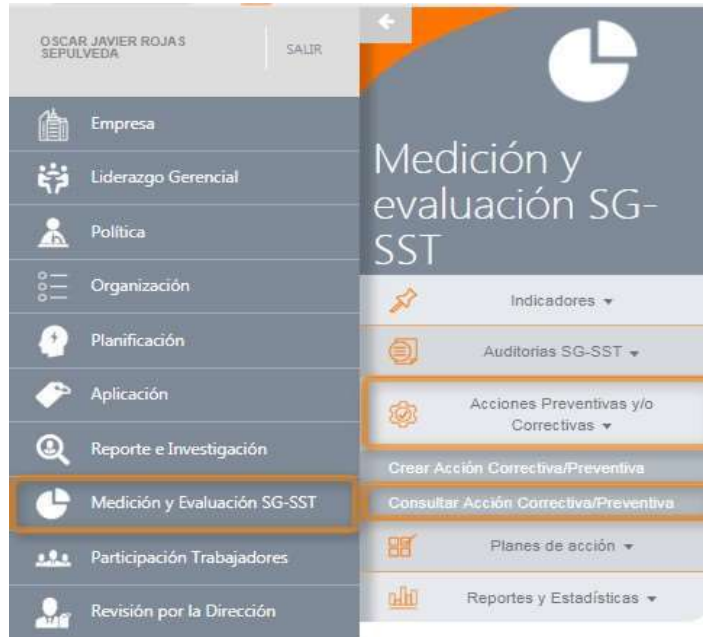 OSCAR JAVIER ROJAS
SEPULVEDA
SALIR
Empresa
Liderazgo Gerencial
Política
Organización
Planificación
Aplicación
Reporte e Investigación
Medición y Evaluación SG-SST
Participación Trabajadores
Revisión por la Dirección
Medición y
evaluación SG-
SST
Indicadores
Auditorias SG-SST
Acciones Preventivas y/o
Correctivas
Crear Acción Correctiva/Preventiva
Consultar Acción Correctiva/Preventiva
Planes de acción
Reportes y Estadísticas